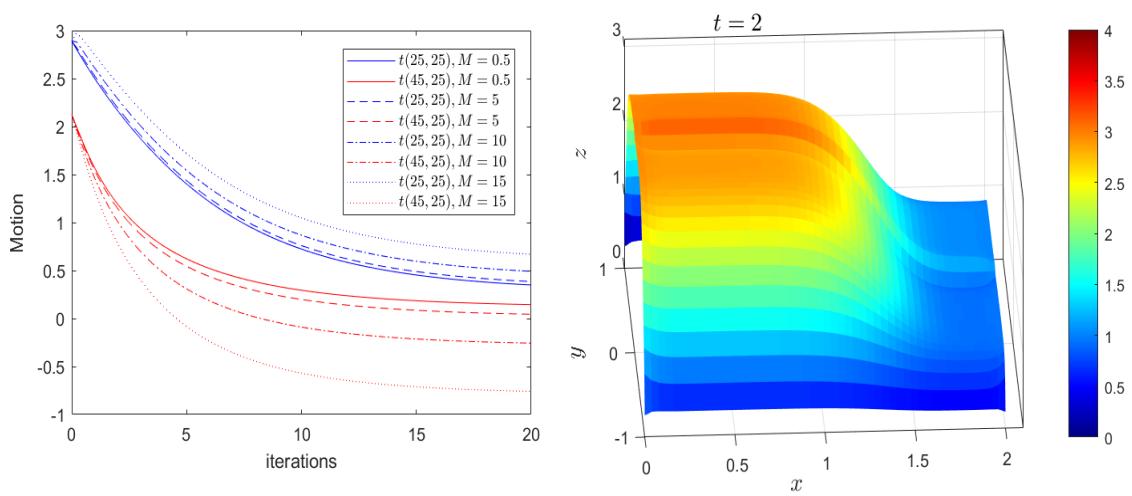 3
2.5
2
1.5
1
0.5
0
-0.5
-1
0
5
10
15
20
Motion
iterations
t(25, 25), M = 0.5
t(45, 25), M = 0.5
t(25, 25), M = 5
t(45, 25), M = 5
t(25, 25), M = 10
t(45, 25), M = 10
t(25, 25), M = 15
t(45, 25), M = 15
t = 2
3
2
1
0
z
1
0
-1
y
0
0.5
1
1.5
2
x
4
3.5
3
2.5
2
1.5
1
0.5
0